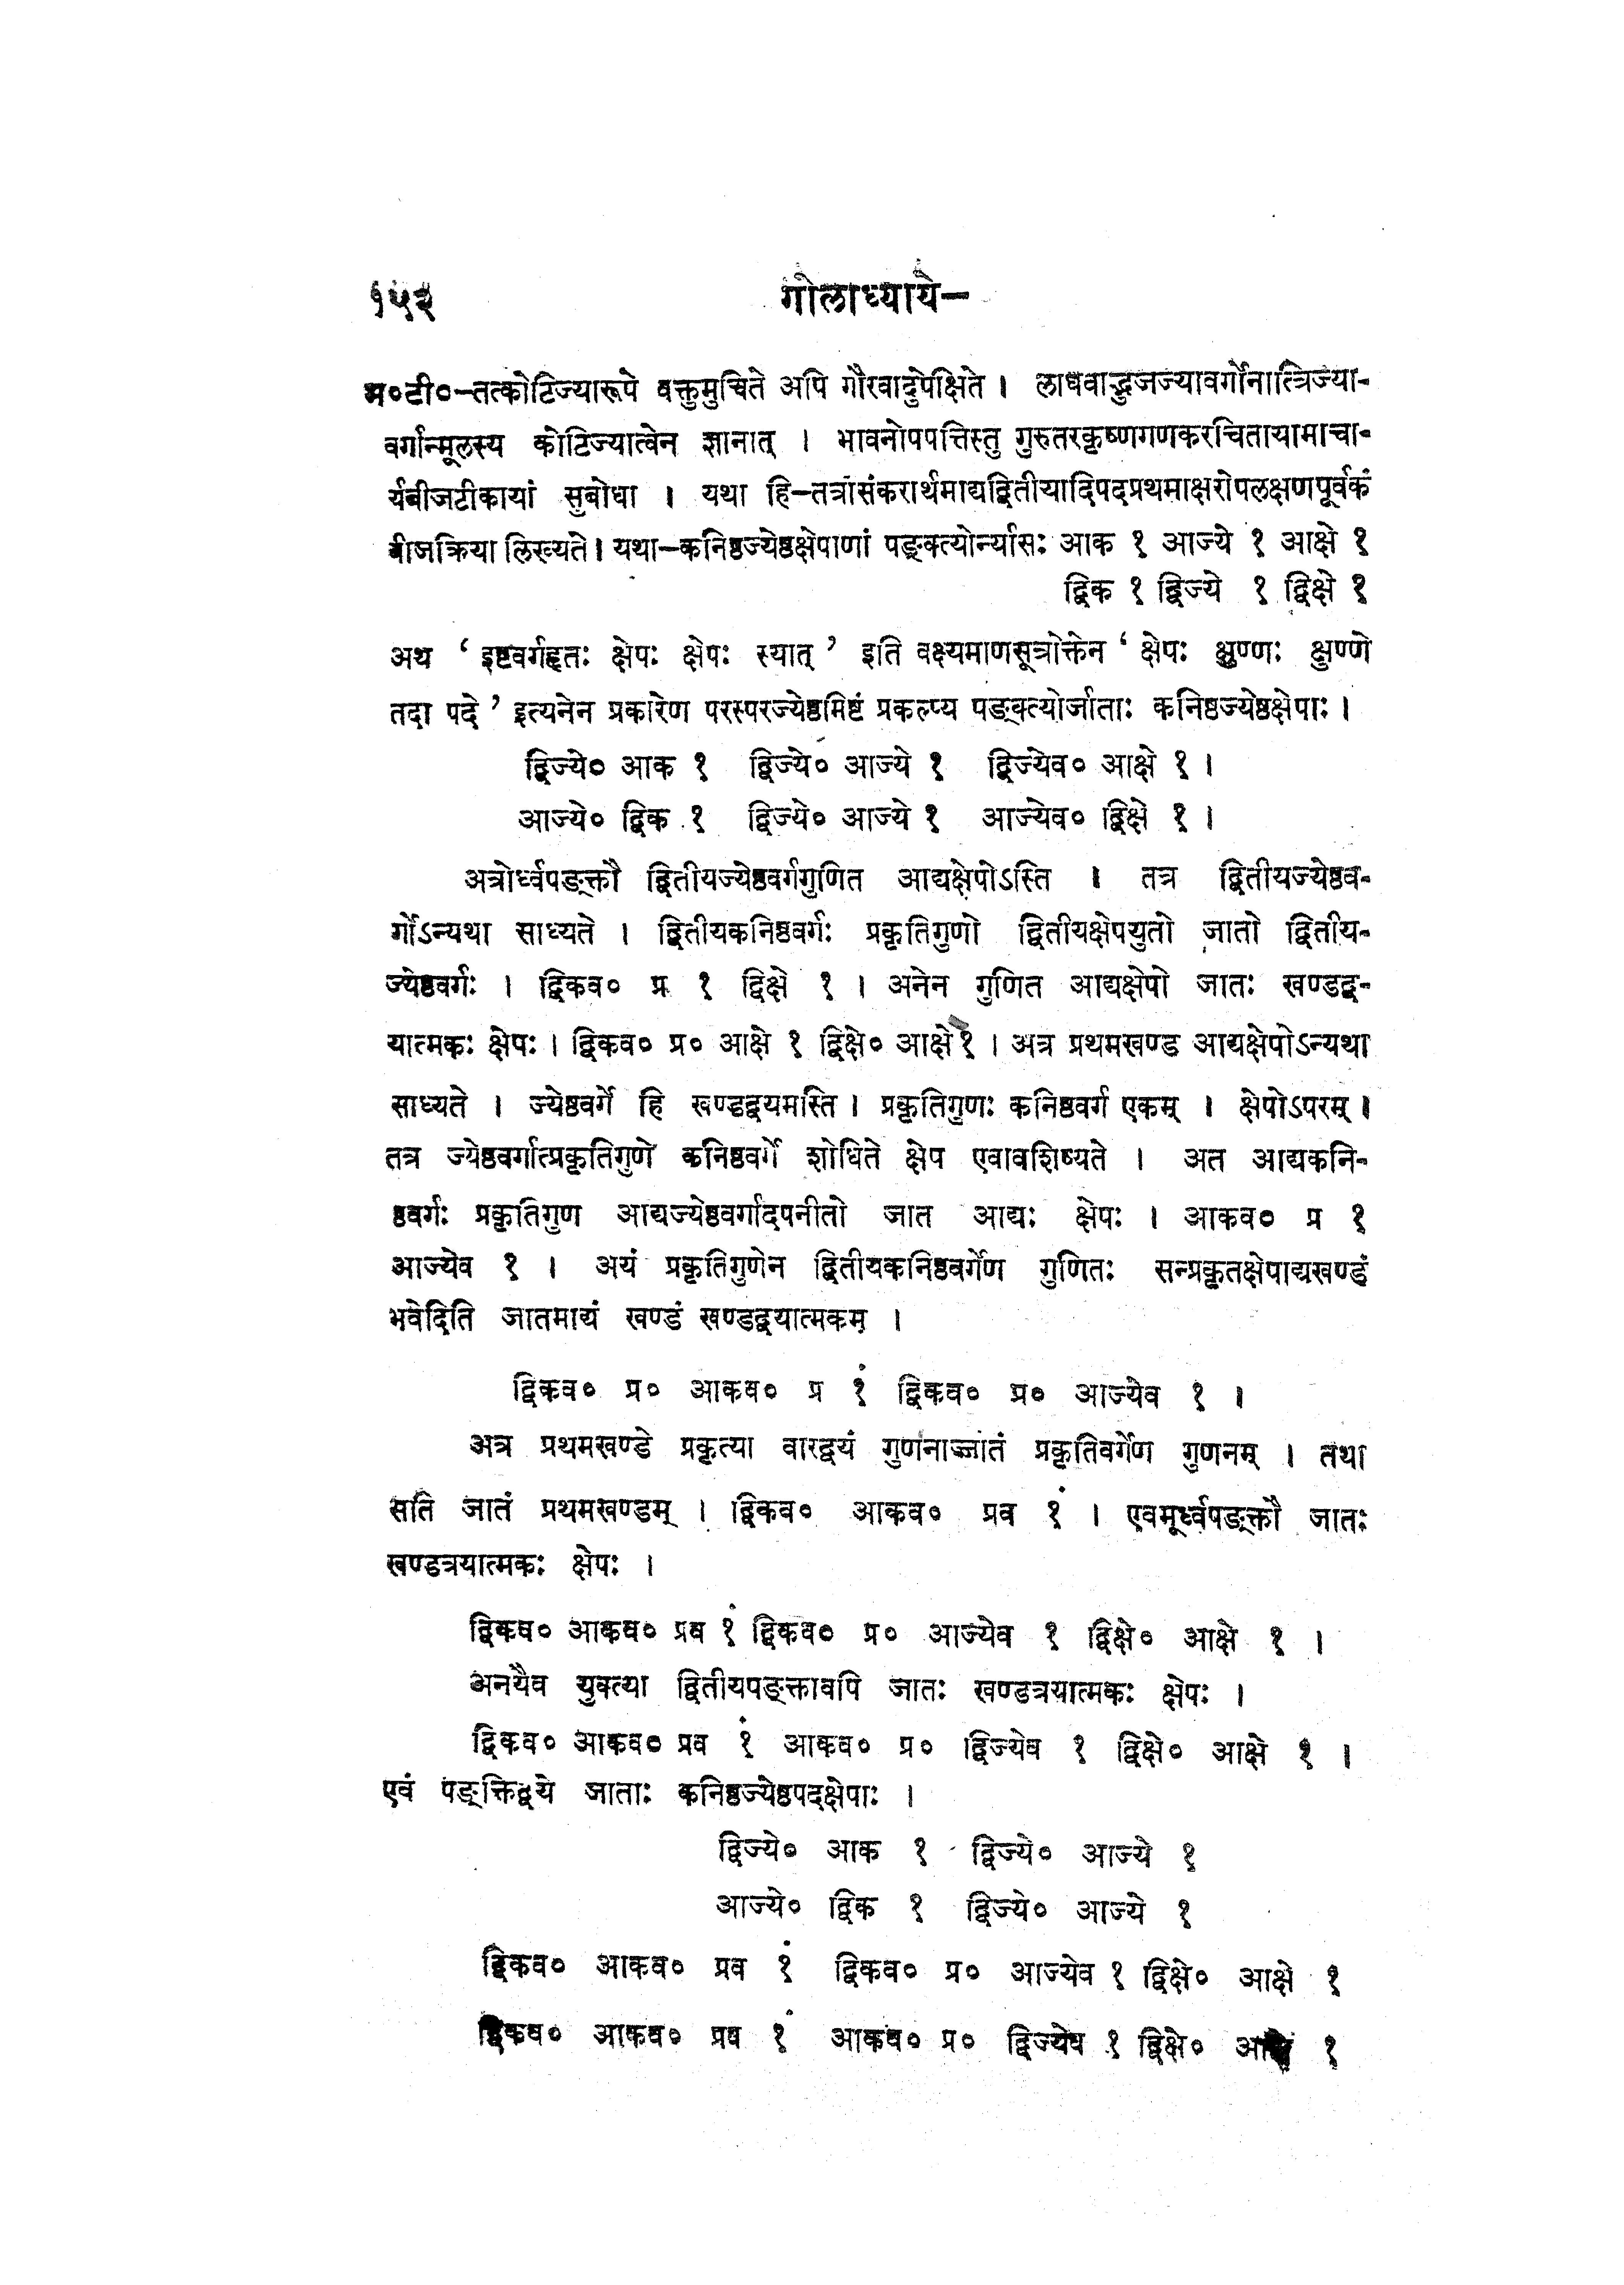 १५२ गोलाध्याये—
म०टी०—तत्कोटिज्यारूपे वक्तुमुचिते अपि गौरवादुपेक्षिते । लाघवाद्भुजज्यावर्गोनात्त्रिज्या-
वर्गान्मूलस्य कोटिज्यात्वेन ज्ञानात् । भावनोपपत्तिस्तु गुरुतरकृष्णगणकरचितायामाचा-
र्यबीजटीकायां सुबोधा । यथा हि—तत्रासंकरार्थमाद्यद्वितीयादिपदप्रथमाक्षरोपलक्षणपूर्वकं
बीजक्रिया लिख्यते। यथा—कनिष्ठज्येष्ठक्षेपाणां पङ्क्त्योर्न्यासः आक १ आज्ये १ आक्षे १
द्विक १ द्विज्ये १ द्विक्षे १
अथ ‘ इष्टवर्गहृतः क्षेपः क्षेपः स्यात् ’ इति वक्ष्यमाणसूत्रोक्तेन ‘ क्षेपः क्षुण्णः क्षुण्णे
तदा पदे ’ इत्यनेन प्रकारेण परस्परज्येष्ठमिष्टं प्रकल्प्य पङ्क्त्योर्जाताः कनिष्ठज्येष्ठक्षेपाः ।
द्विज्ये० आक १ द्विज्ये० आज्ये १ द्विज्येव० आक्षे १ ।
आज्ये० द्विक १ द्विज्ये० आज्ये १ आज्येव० द्विक्षे १ ।
अत्रोर्ध्वपङ्क्तौ द्वितीयज्येष्ठवर्गगुणित आद्यक्षेपोऽस्ति । तत्र द्वितीयज्येष्ठव-
र्गोऽन्यथा साध्यते । द्वितीयकनिष्ठवर्गः प्रकृतिगुणो द्वितीयक्षेपयुतो जातो द्वितीय-
ज्येष्ठवर्गः । द्विकव० प्र १ द्विक्षे १ । अनेन गुणित आद्यक्षेपो जातः खण्डद्व-
यात्मकः क्षेपः । द्विकव० प्र० आक्षे १ द्विक्षे० आक्षे १ । अत्र प्रथमखण्ड आद्यक्षेपोऽन्यथा
साध्यते । ज्येष्ठवर्गे हि खण्डद्वयमस्ति । प्रकृतिगुणः कनिष्ठवर्ग एकम् । क्षेपोऽपरम् ।
तत्र ज्येष्ठवर्गात्प्रकृतिगुणे कनिष्ठवर्गे शोधिते क्षेप एवावशिष्यते । अत आद्यकनि-
ष्ठवर्गः प्रकृतिगुण आद्यज्येष्ठवर्गादपनीतो जात आद्यः क्षेपः । आकव० प्र १
आज्येव १ । अयं प्रकृतिगुणेन द्वितीयकनिष्ठवर्गेण गुणितः सन्प्रकृतक्षेपाद्यखण्डं
भवेदिति जातमाद्यं खण्डं खण्डद्वयात्मकम् ।
द्विकव० प्र० आकव० प्र १ं द्विकव० प्र० आज्येव १ ।
अत्र प्रथमखण्डे प्रकृत्या वारद्वयं गुणनाज्जातं प्रकृतिवर्गेण गुणनम् । तथा
सति जातं प्रथमखण्डम् । द्विकव० आकव० प्रव १ं । एवमूर्ध्वपङ्क्तौ जातः
खण्डत्रयात्मकः क्षेपः ।
द्विकव० आकव० प्रव १ं द्विकव० प्र० आज्येव १ द्विक्षे० आक्षे १ ।
अनयैव युक्त्या द्वितीयपङ्क्तावपि जातः खण्डत्रयात्मकः क्षेपः ।
द्विकव० आकव० प्रव १ं आकव० प्र० द्विज्येव १ द्विक्षे० आक्षे १ ।
एवं पङ्क्तिद्वये जाताः कनिष्ठज्येष्ठपदक्षेपाः ।
द्विज्ये० आक १ द्विज्ये० आज्ये १
आज्ये० द्विक १ द्विज्ये० आज्ये १
द्विकव० आकव० प्रव १ं द्विकव० प्र० आज्येव १ द्विक्षे० आक्षे १
द्विकव० आकव० प्रव १ं आकव० प्र० द्विज्येव १ द्विक्षे० १